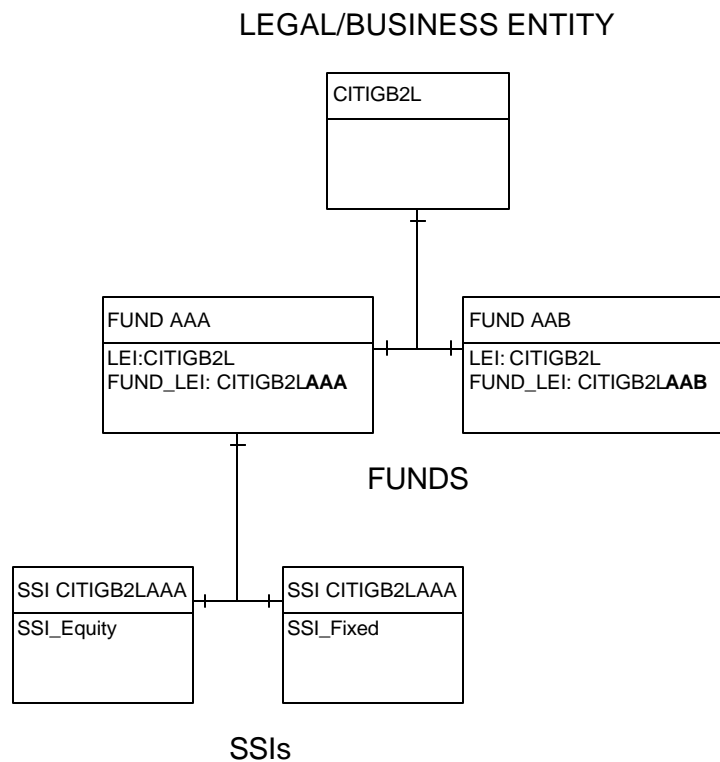 LEGAL/BUSINESS ENTITY
CITIGB2L
FUND AAA
LEI:CITIGB2L
FUND_LEI: CITIGB2LAAA
FUND AAB
LEI: CITIGB2L
FUND_LEI: CITIGB2LAAB
FUNDS
SSI CITIGB2LAAA
SSI_Equity
SSI CITIGB2LAAA
SSI_Fixed
SSIs